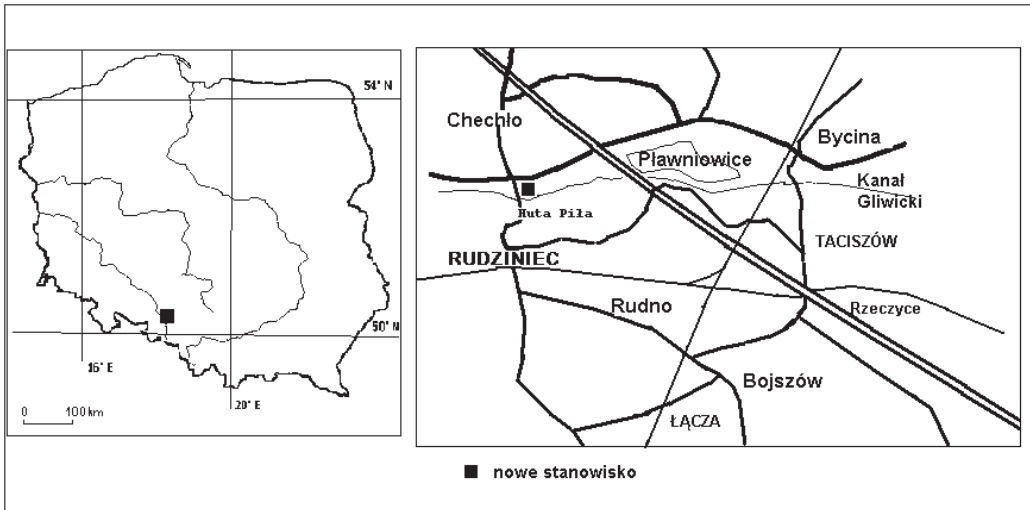 54° N
50° N
16° E
20° E
0 100 km
Chechło
Bycina
Pławniowice
Kanał
Gliwicki
Huta Piła
TACISZÓW
RUDZINIEC
Rudno
Rzeczyce
Bojszów
ŁĄCZA
nowe stanowisko